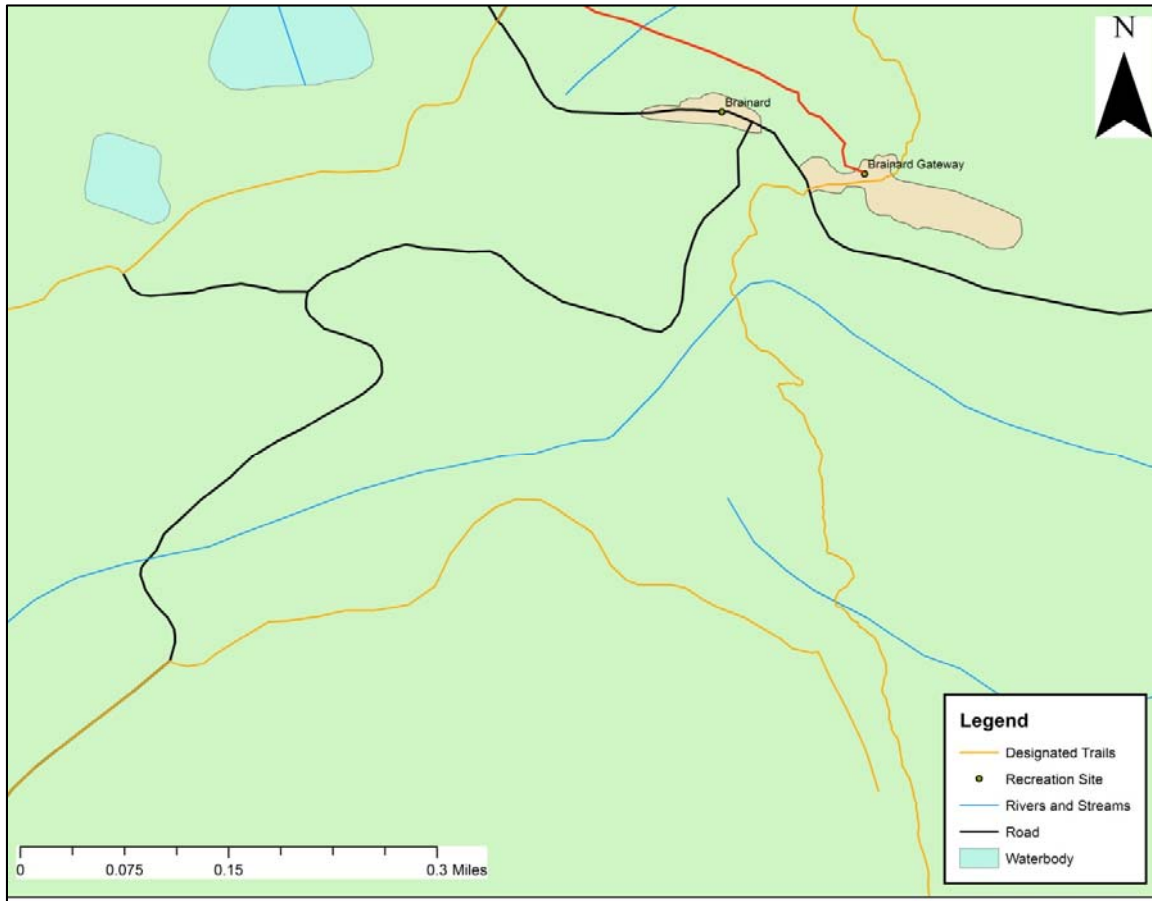 N
Brainard
Brainard Gateway
Legend
Designated Trails
Recreation Site
Rivers and Streams
Road
Waterbody
0 0.075 0.15 0.3 Miles